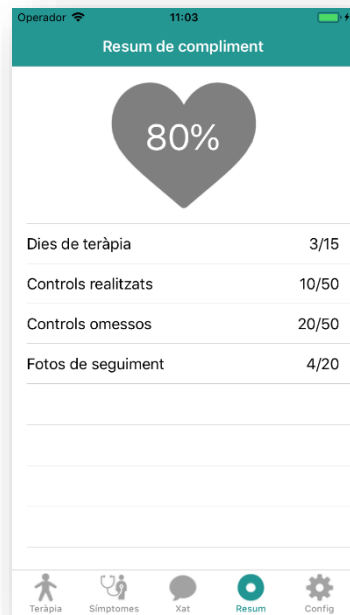 Operador 11:03
Resum de compliment
80%
Dies de teràpia 3/15
Controls realitzats 10/50
Controls omessos 20/50
Fotos de seguiment 4/20
Teràpia Símptomes Xat Resum Config